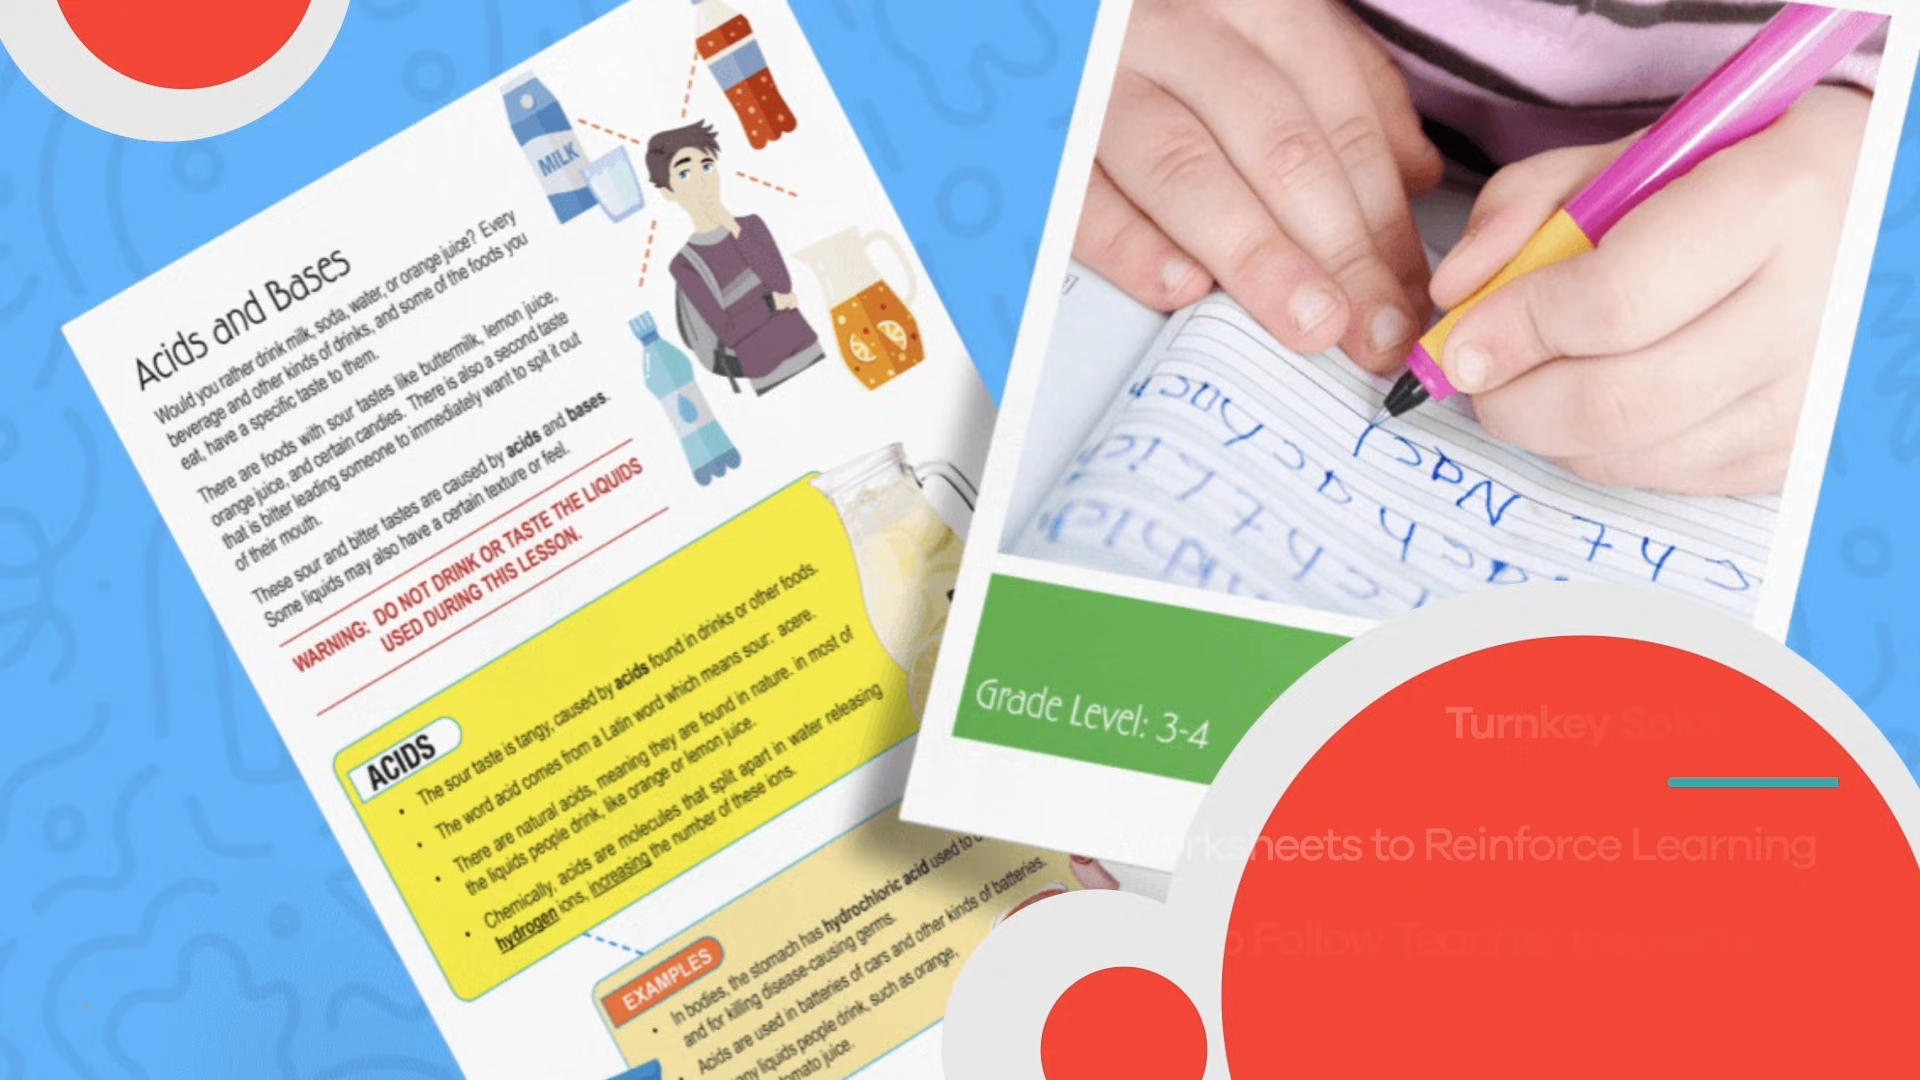 MILK
Acids and Bases
Would you rather drink milk, soda, water, or orange juice? Every
beverage and other kinds of drinks, and some of the foods you
eat, have a specific taste to them.
There are foods with sour tastes like buttermilk, lemon juice,
orange juice, and certain candies. There is also a second taste
that is bitter leading someone to immediately want to spit it out
of their mouth.
These sour and bitter tastes are caused by acids and bases.
Some liquids may also have a certain texture or feel.
WARNING: DO NOT DRINK OR TASTE THE LIQUIDS
USED DURING THIS LESSON.
ACIDS
• The sour taste is tangy, caused by acids found in drinks or other foods.
• The word acid comes from a Latin word which means sour: acere.
• There are natural acids, meaning they are found in nature. in most of
the liquids people drink, like orange or lemon juice.
• Chemically, acids are molecules that split apart in water releasing
hydrogen ions, increasing the number of these ions.
EXAMPLES
• In bodies, the stomach has hydrochloric acid used to
and for killing disease-causing germs.
• Acids are used in batteries of cars and other kinds of batteries.
liquids people drink, such as orange,
juice.
Grade Level: 3-4
Turnkey
Worksheets to Reinforce Learning
Follow